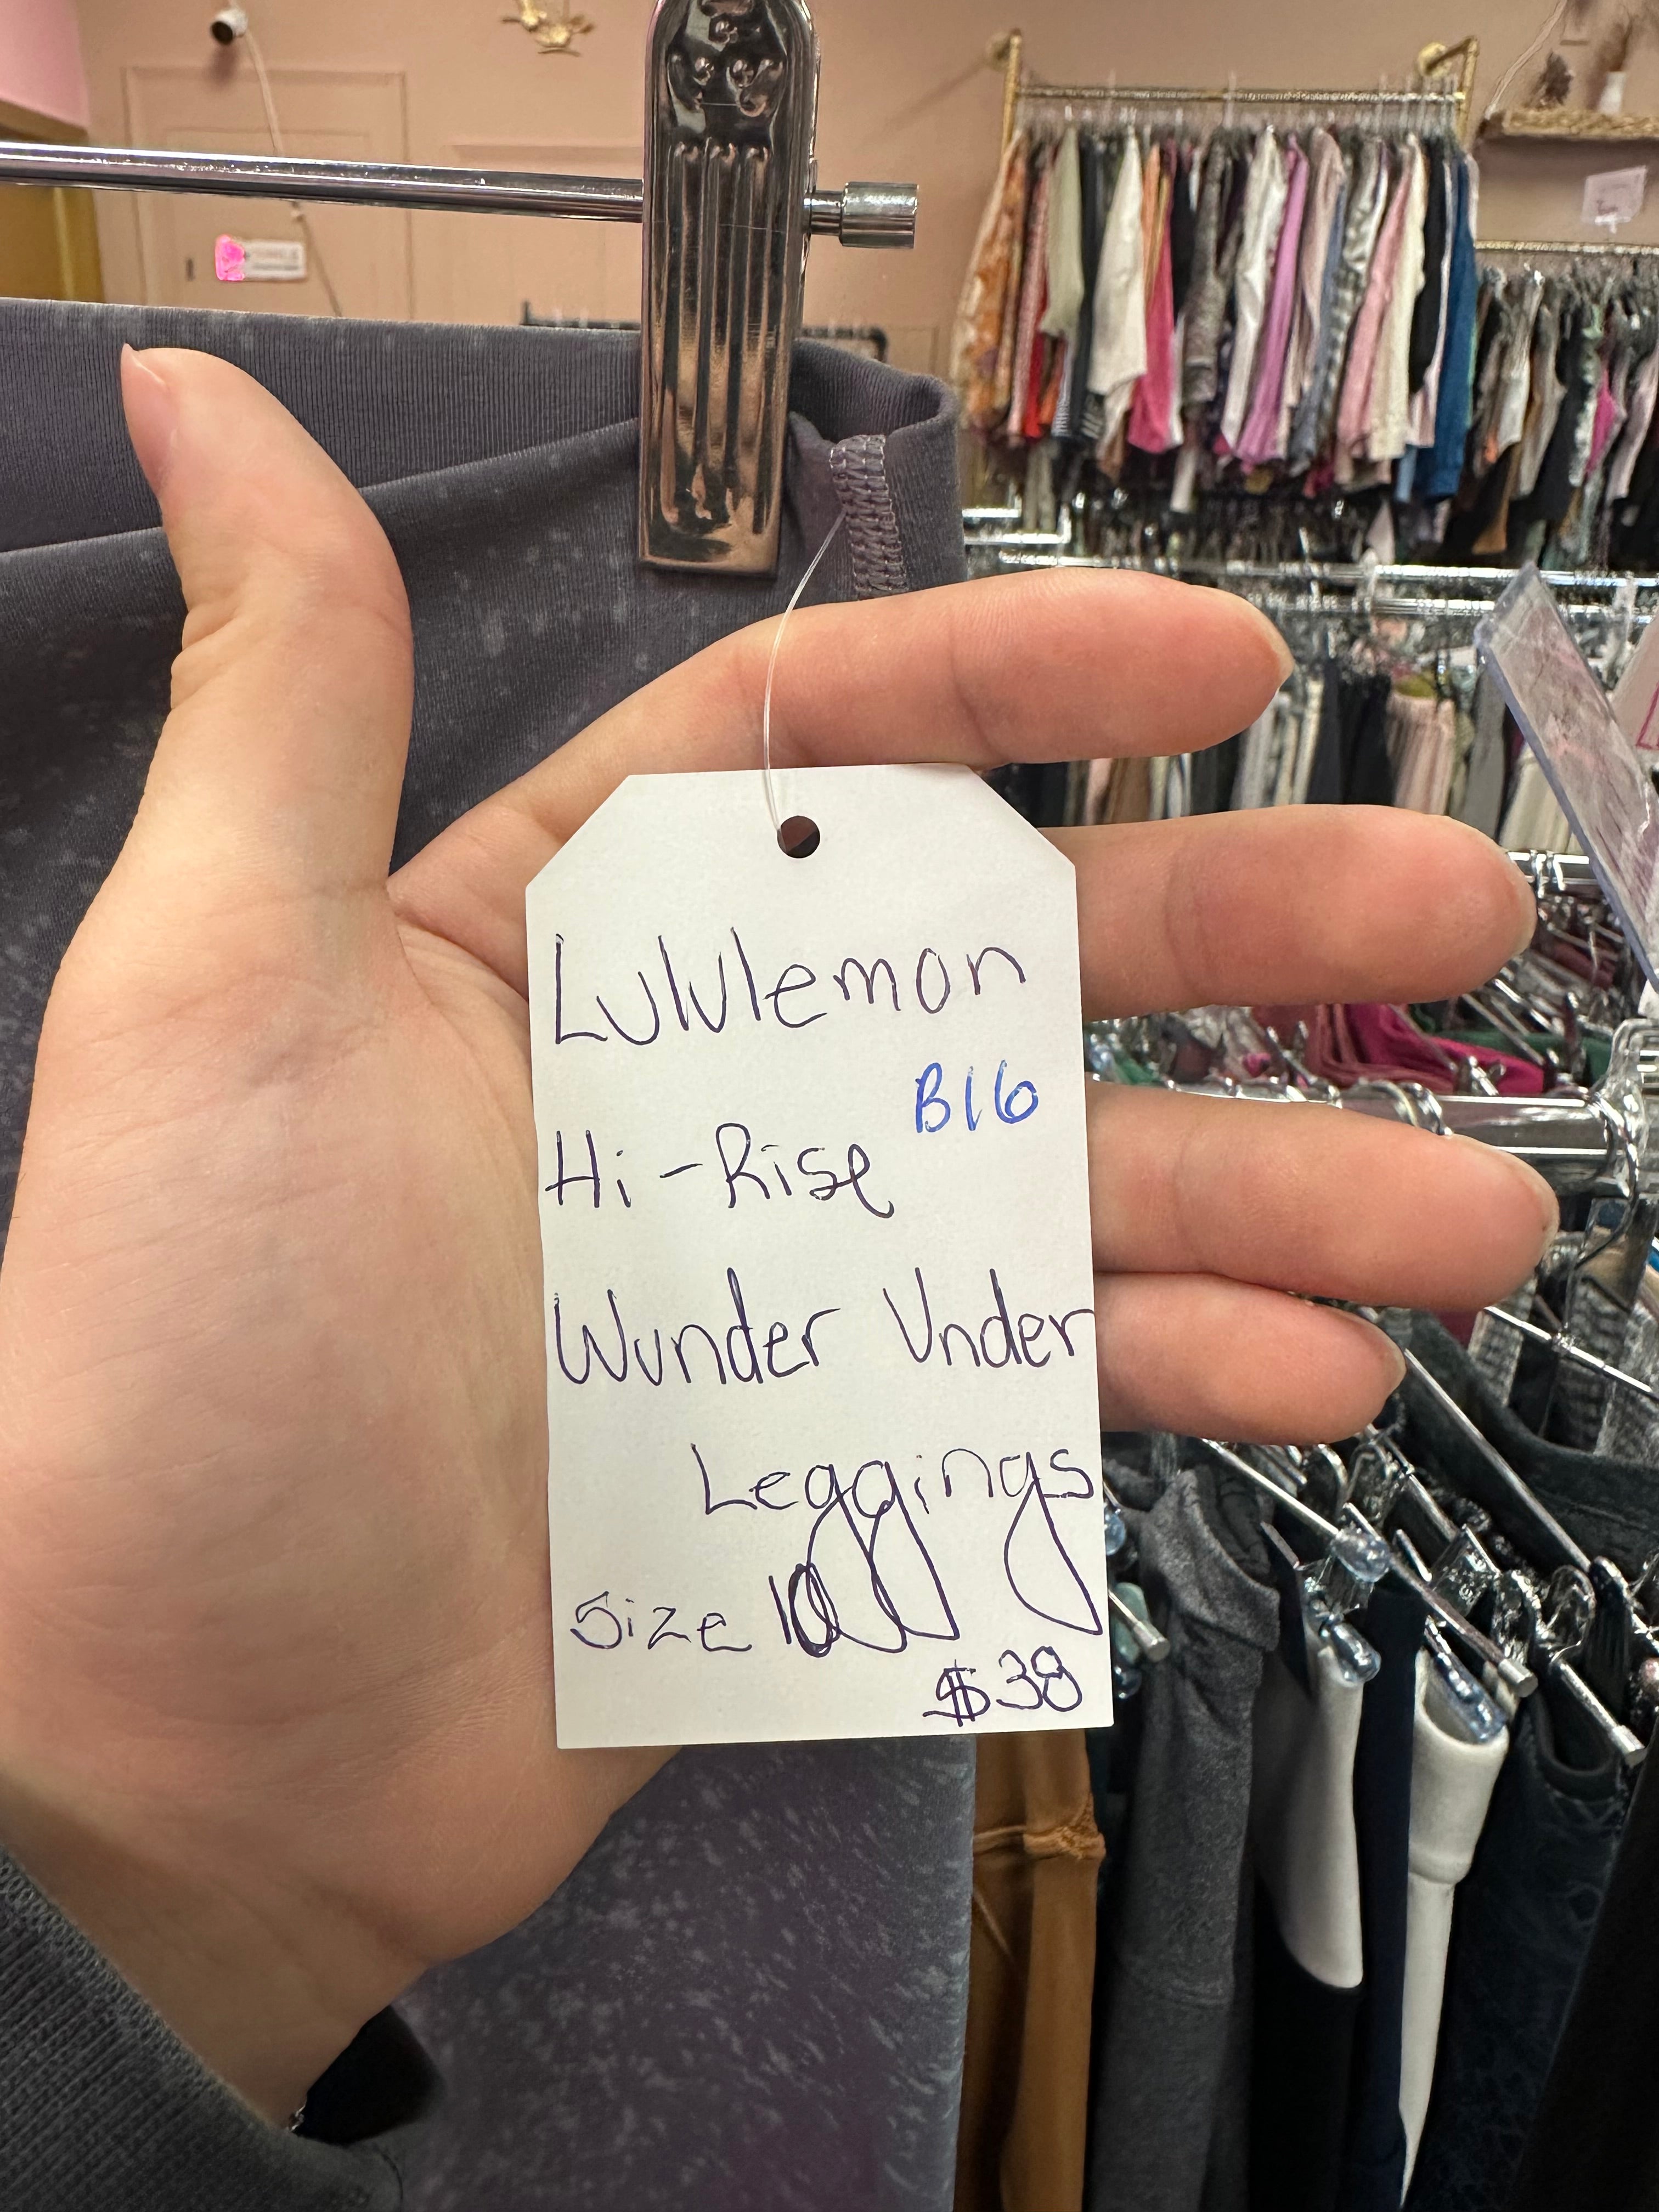 Lululemon
B16
Hi-Rise
Wunder Under
Leggings
Size 10
$38